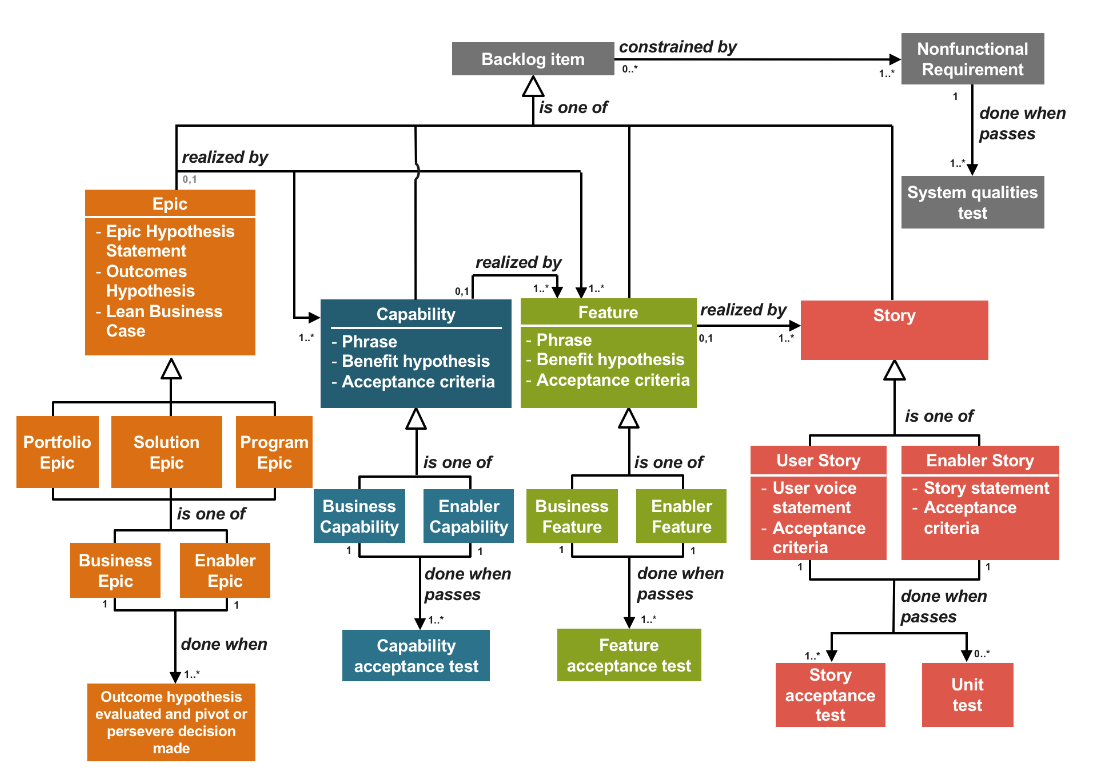 Backlog item
constrained by
0..*
1..*
Nonfunctional
Requirement
is one of
1
done when
passes
1..*
System qualities
test
realized by
0,1
Epic
- Epic Hypothesis
Statement
- Outcomes
Hypothesis
- Lean Business
Case
realized by
0,1
1..*
1..*
1..*
Capability
- Phrase
- Benefit hypothesis
- Acceptance criteria
Feature
- Phrase
- Benefit hypothesis
- Acceptance criteria
realized by
0,1
1..*
Story
Portfolio
Epic
Solution
Epic
Program
Epic
is one of
Business
Epic
Enabler
Epic
1
1
done when
1..*
Outcome hypothesis
evaluated and pivot or
persevere decision
made
is one of
Business
Capability
Enabler
Capability
1
1
done when
passes
1..*
Capability
acceptance test
is one of
Business
Feature
Enabler
Feature
1
1
done when
passes
1..*
Feature
acceptance test
is one of
User Story
- User voice
statement
- Acceptance
criteria
Enabler Story
- Story statement
- Acceptance
criteria
1
1
done when
passes
1..*
0..*
Story
acceptance
test
Unit
test